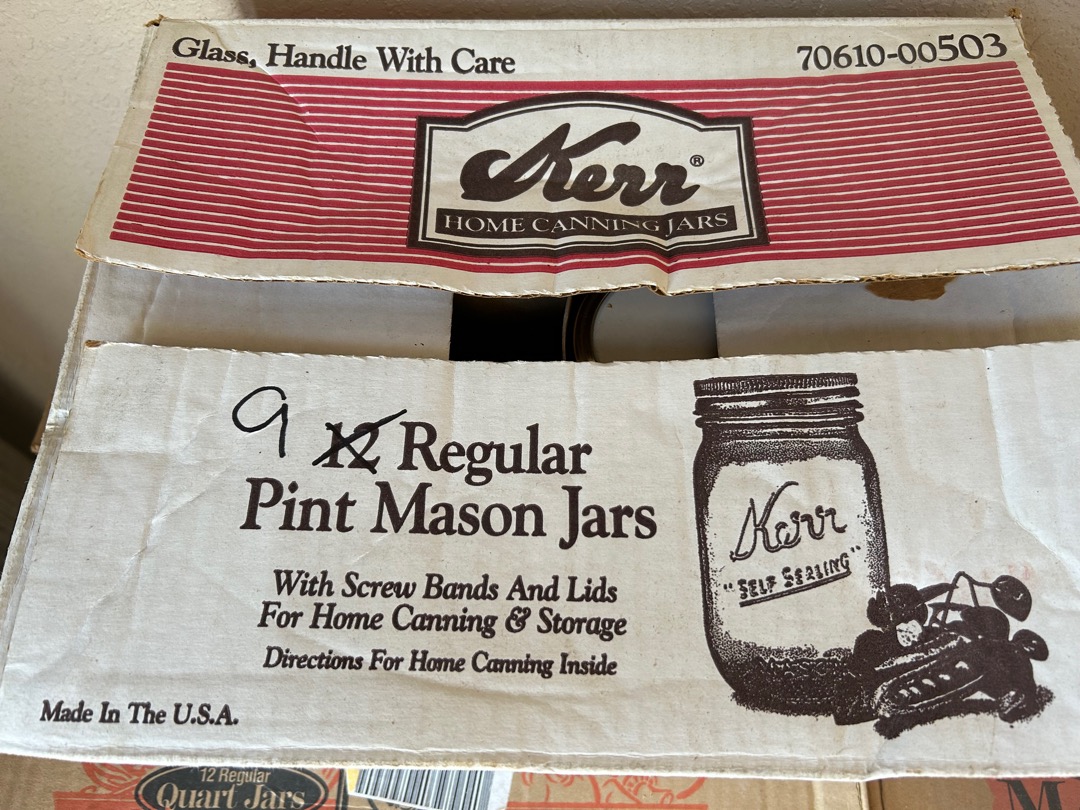 Glass, Handle With Care
70610-00503
Kerr®
HOME CANNING JARS
9 12 Regular
Pint Mason Jars
With Screw Bands And Lids
For Home Canning & Storage
Directions For Home Canning Inside
Made In The U.S.A.
Kerr
"SELF SEALING"
12 Regular
Quart Jars
M